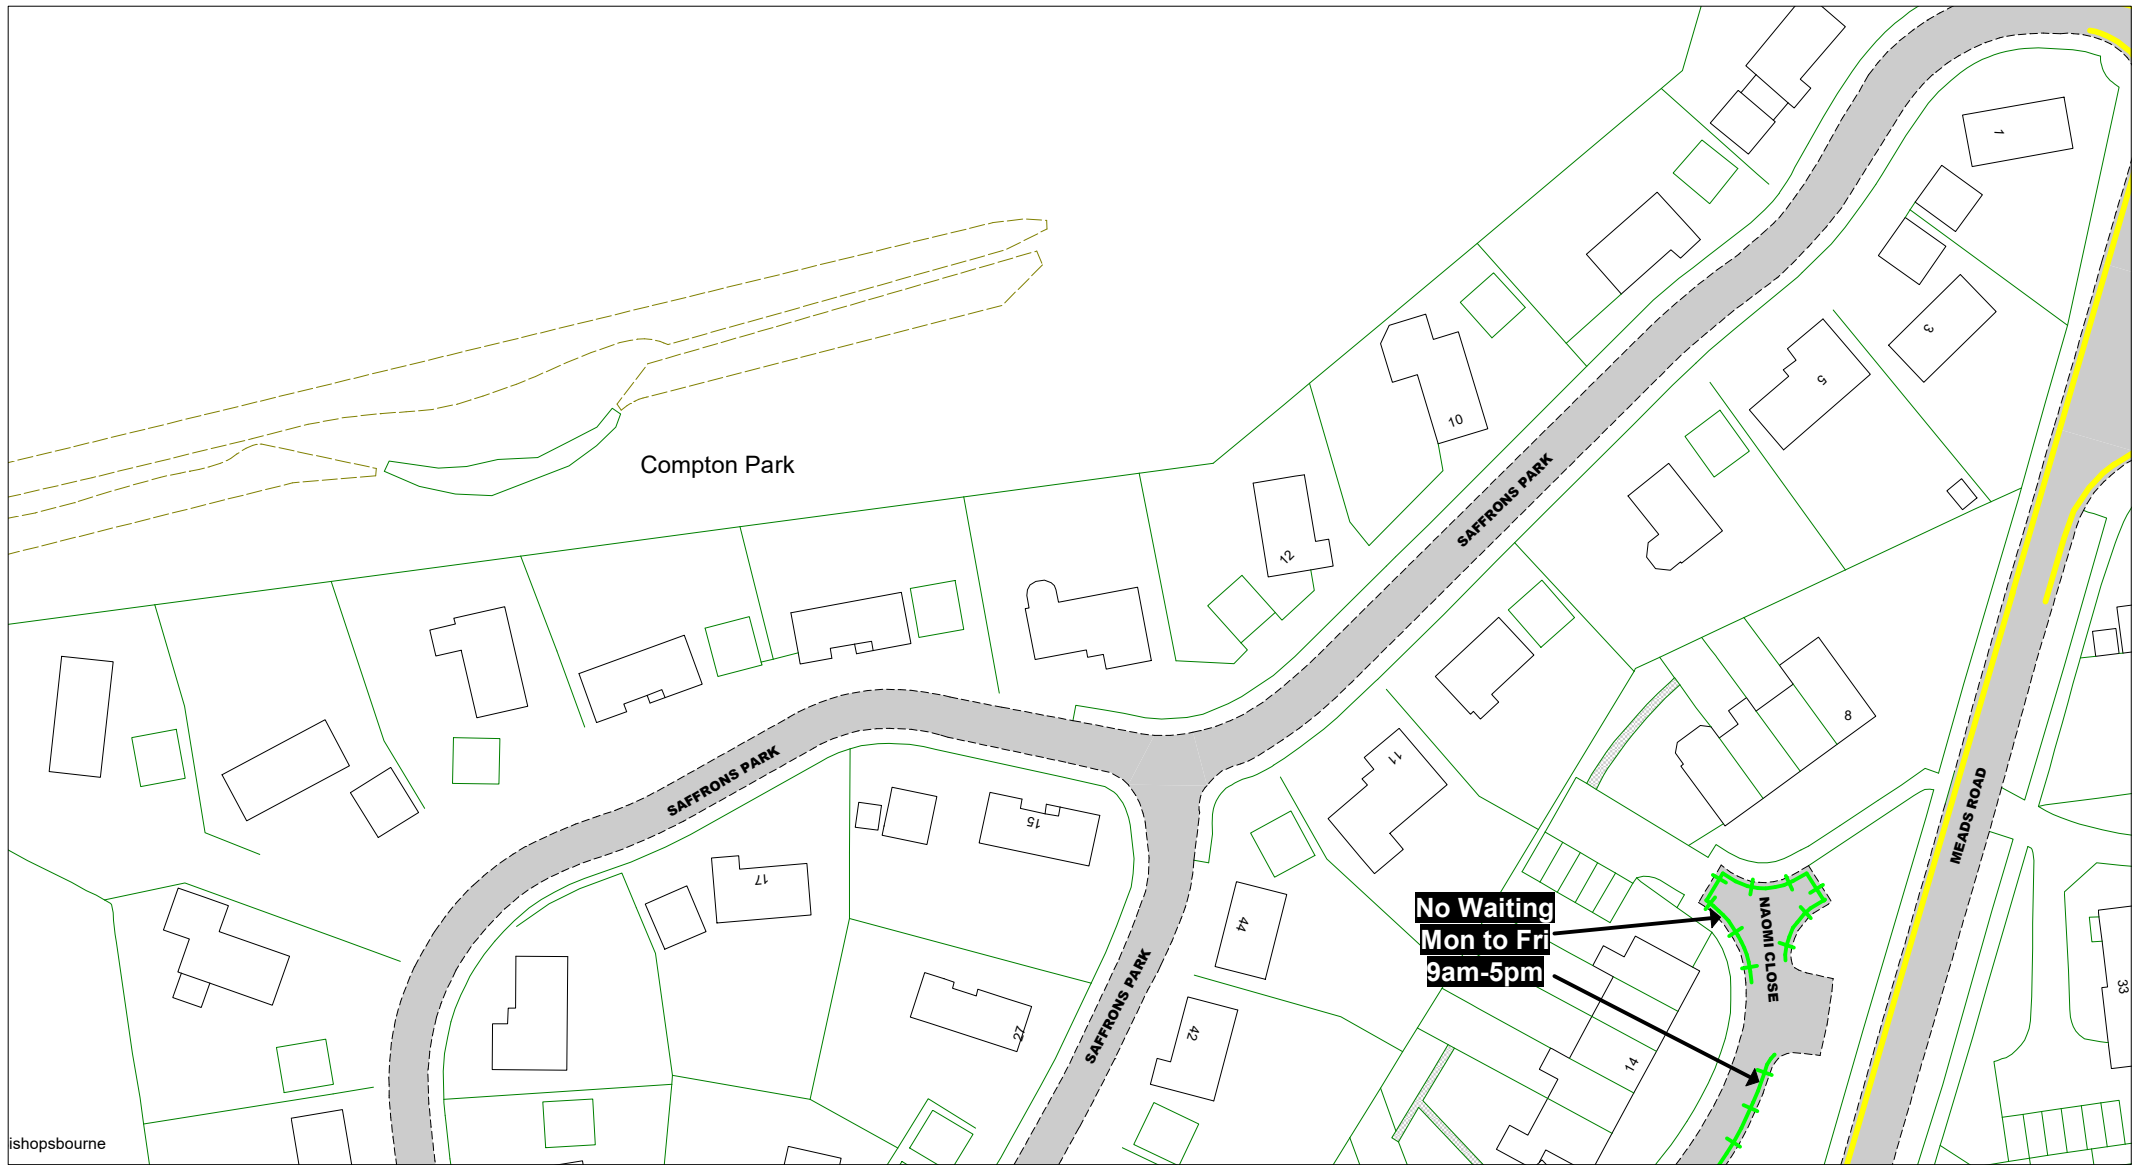 1
3
5
10
Compton Park
SAFFRONS PARK
12
8
11
MEADS ROAD
SAFFRONS PARK
15
17
44
No Waiting
Mon to Fri
9am-5pm
NAOMI CLOSE
33
27
42
SAFFRONS PARK
14
ishopsbourne